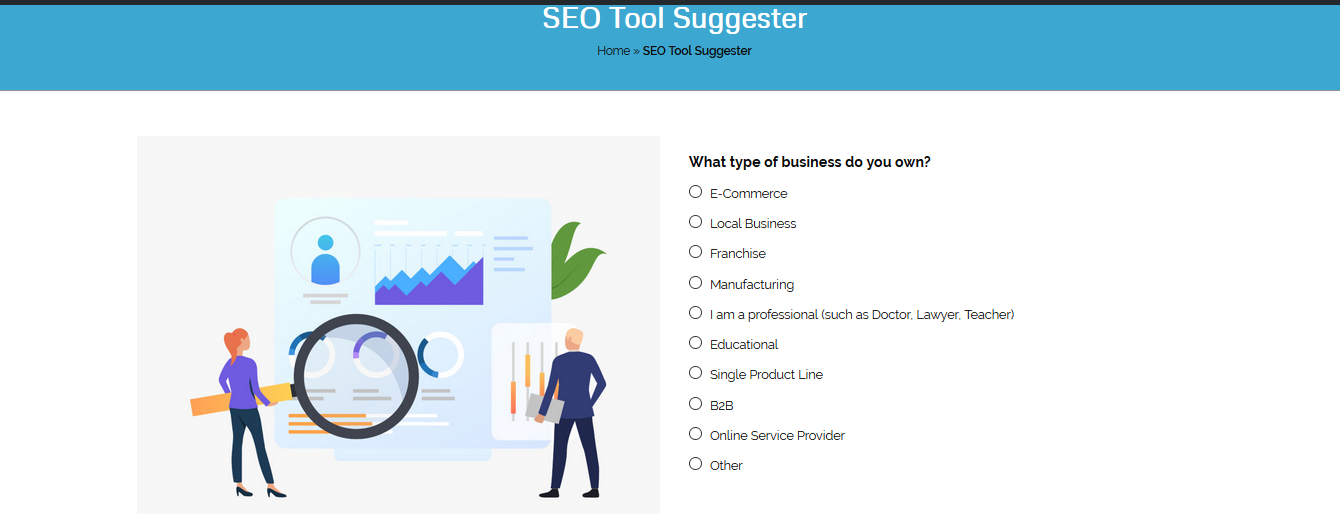 SEO Tool Suggester
Home » SEO Tool Suggester
What type of business do you own?
E-Commerce
Local Business
Franchise
Manufacturing
I am a professional (such as Doctor, Lawyer, Teacher)
Educational
Single Product Line
B2B
Online Service Provider
Other